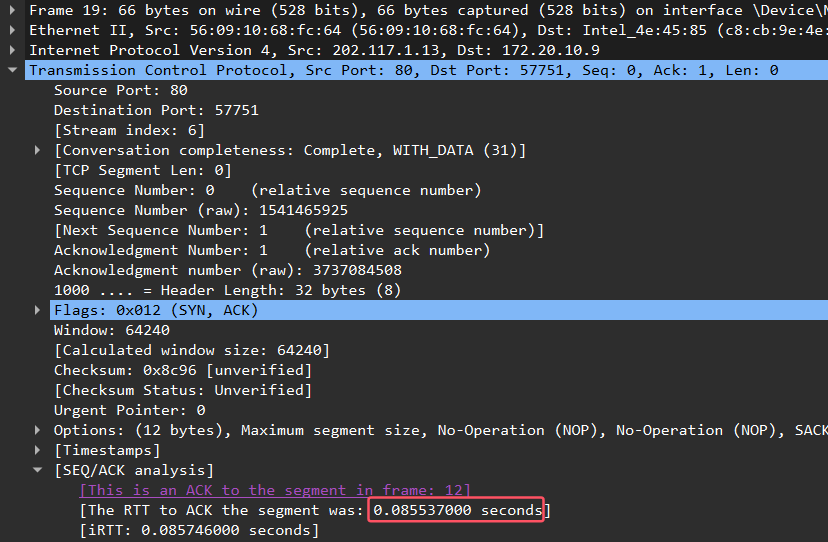 Frame 19: 66 bytes on wire (528 bits), 66 bytes captured (528 bits) on interface \Device\
Ethernet II, Src: 56:09:10:68:fc:64 (56:09:10:68:fc:64), Dst: Intel_4e:45:85 (c8:cb:9e:4e:
Internet Protocol Version 4, Src: 202.117.1.13, Dst: 172.20.10.9
Transmission Control Protocol, Src Port: 80, Dst Port: 57751, Seq: 0, Ack: 1, Len: 0
Source Port: 80
Destination Port: 57751
[Stream index: 6]
[Conversation completeness: Complete, WITH_DATA (31)]
[TCP Segment Len: 0]
Sequence Number: 0    (relative sequence number)
Sequence Number (raw): 1541465925
[Next Sequence Number: 1    (relative sequence number)]
Acknowledgment Number: 1    (relative ack number)
Acknowledgment number (raw): 3737084508
1000 .... = Header Length: 32 bytes (8)
Flags: 0x012 (SYN, ACK)
Window: 64240
[Calculated window size: 64240]
Checksum: 0x8c96 [unverified]
[Checksum Status: Unverified]
Urgent Pointer: 0
Options: (12 bytes), Maximum segment size, No-Operation (NOP), No-Operation (NOP), SACK
[Timestamps]
[SEQ/ACK analysis]
[This is an ACK to the segment in frame: 12]
[The RTT to ACK the segment was: 0.085537000 seconds]
[iRTT: 0.085746000 seconds]